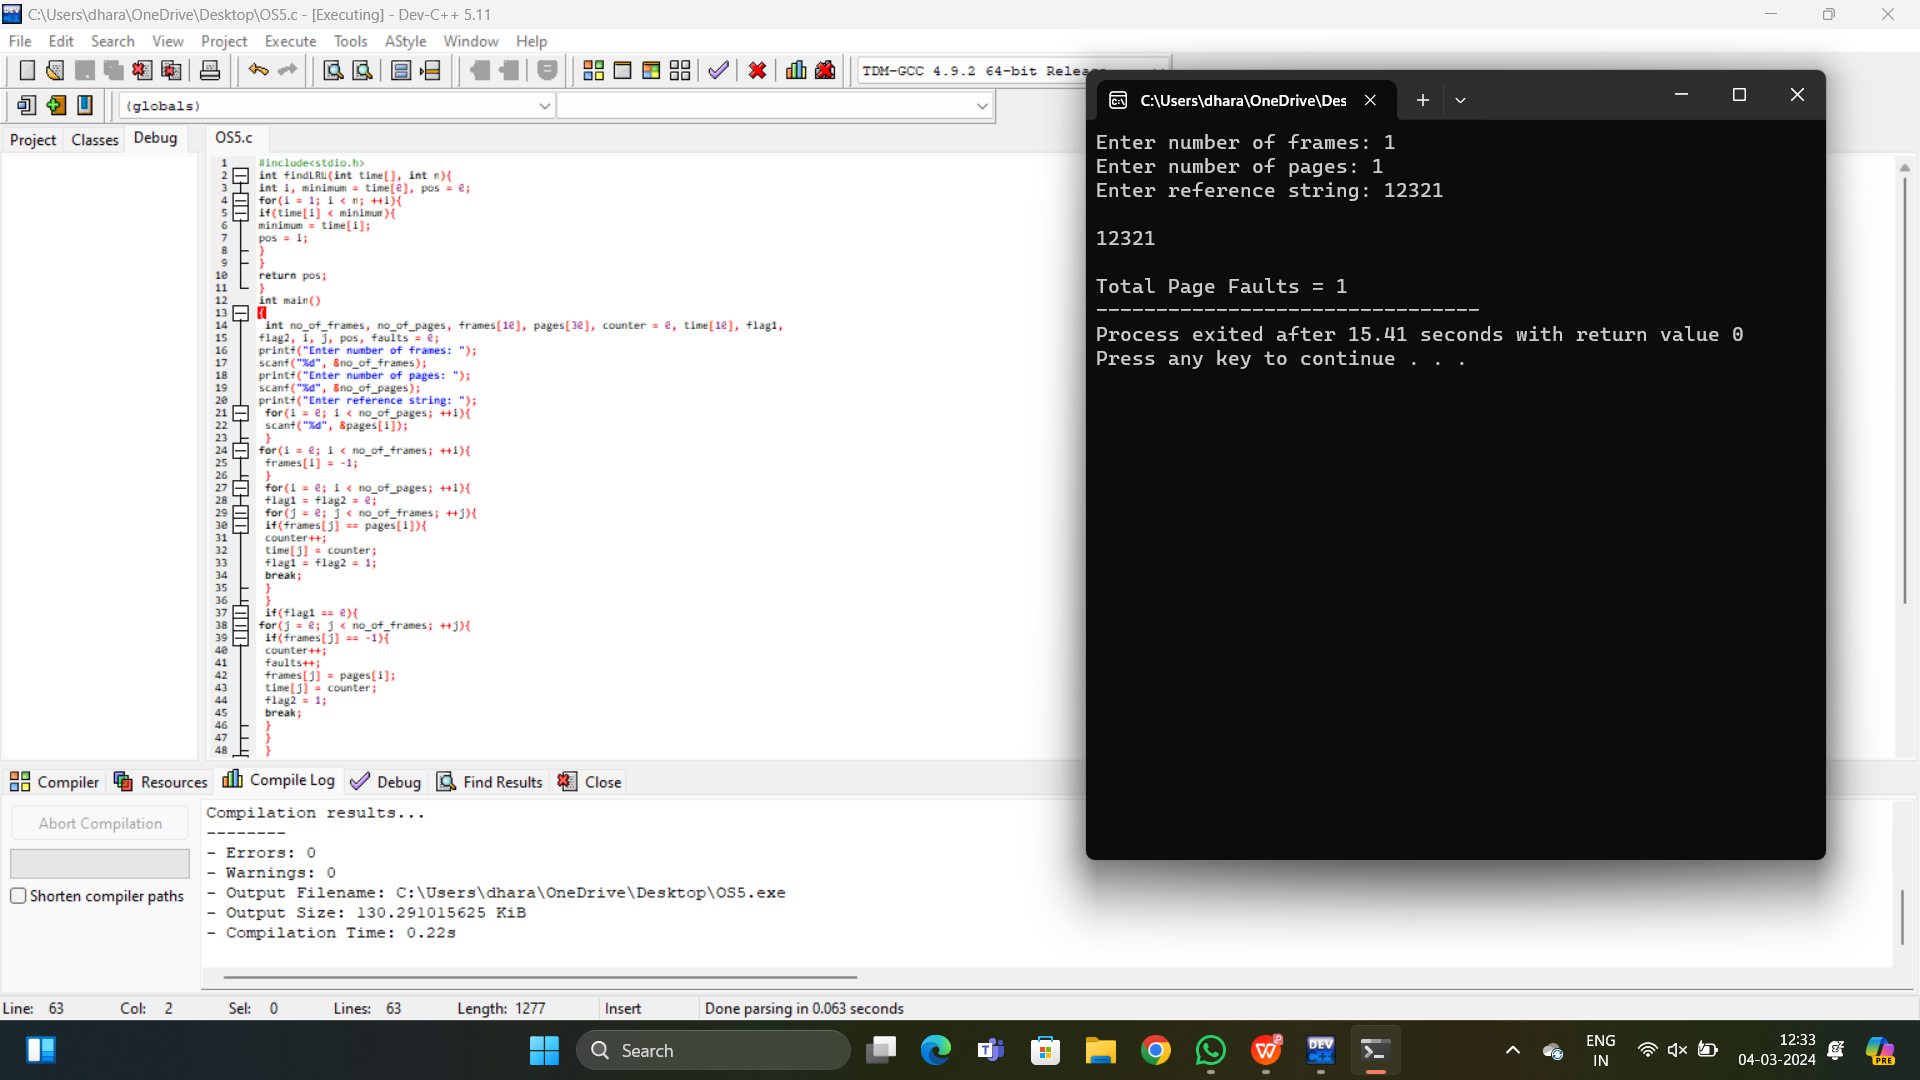 C:\Users\dhara\OneDrive\Desktop\OS5.c - [Executing] - Dev-C++ 5.11
File Edit Search View Project Execute Tools AStyle Window Help
TDM-GCC 4.9.2 64-bit Release
(globals)
Project Classes Debug
OS5.c
1 #include<stdio.h>
2 int findLRU(int time[], int n){
3 int i, minimum = time[0], pos = 0;
4 for(i = 1; i < n; ++i){
5 if(time[i] < minimum){
6 minimum = time[i];
7 pos = i;
8 }
9 }
10 return pos;
11 }
12 int main()
13 {
14 int no_of_frames, no_of_pages, frames[10], pages[30], counter = 0, time[10], flag1,
15 flag2, i, j, pos, faults = 0;
16 printf("Enter number of frames: ");
17 scanf("%d", &no_of_frames);
18 printf("Enter number of pages: ");
19 scanf("%d", &no_of_pages);
20 printf("Enter reference string: ");
21 for(i = 0; i < no_of_pages; ++i){
22 scanf("%d", &pages[i]);
23 }
24 for(i = 0; i < no_of_frames; ++i){
25 frames[i] = -1;
26 }
27 for(i = 0; i < no_of_pages; ++i){
28 flag1 = flag2 = 0;
29 for(j = 0; j < no_of_frames; ++j){
30 if(frames[j] == pages[i]){
31 counter++;
32 time[j] = counter;
33 flag1 = flag2 = 1;
34 break;
35 }
36 }
37 if(flag1 == 0){
38 for(j = 0; j < no_of_frames; ++j){
39 if(frames[j] == -1){
40 counter++;
41 faults++;
42 frames[j] = pages[i];
43 time[j] = counter;
44 flag2 = 1;
45 break;
46 }
47 }
48 }
C:\Users\dhara\OneDrive\Des
Enter number of frames: 1
Enter number of pages: 1
Enter reference string: 12321
12321
Total Page Faults = 1
--------------------------------
Process exited after 15.41 seconds with return value 0
Press any key to continue . . .
Compiler Resources Compile Log Debug Find Results Close
Abort Compilation
Shorten compiler paths
Compilation results...
--------
- Errors: 0
- Warnings: 0
- Output Filename: C:\Users\dhara\OneDrive\Desktop\OS5.exe
- Output Size: 130.291015625 KiB
- Compilation Time: 0.22s
Line: 63 Col: 2 Sel: 0 Lines: 63 Length: 1277 Insert Done parsing in 0.063 seconds
Search
ENG
IN
12:33
04-03-2024